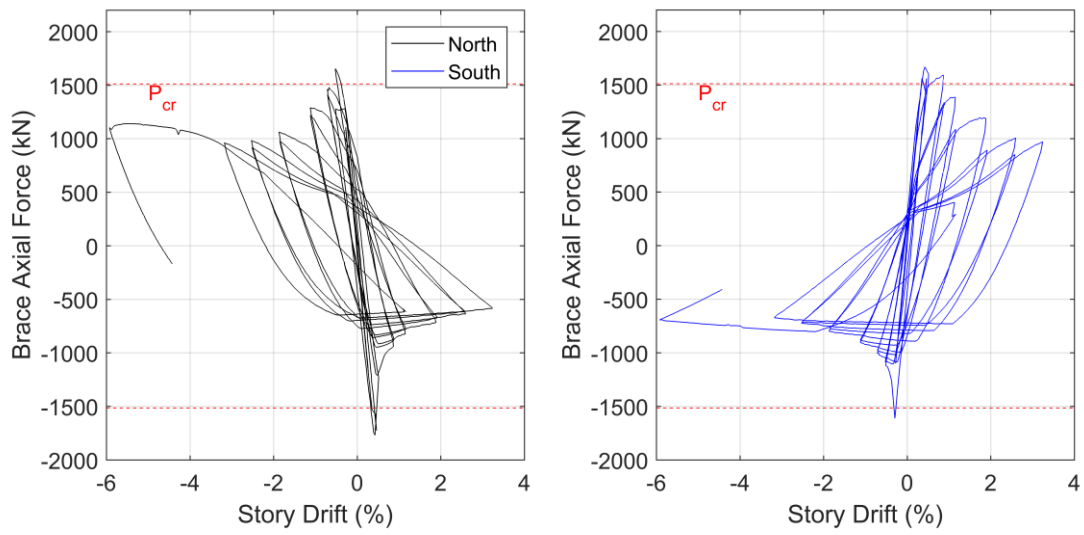 2000
1500
1000
500
0
-500
-1000
-1500
-2000
Brace Axial Force (kN)
North
South
P_cr
-6 -4 -2 0 2 4
Story Drift (%)
2000
1500
1000
500
0
-500
-1000
-1500
-2000
Brace Axial Force (kN)
P_cr
-6 -4 -2 0 2 4
Story Drift (%)